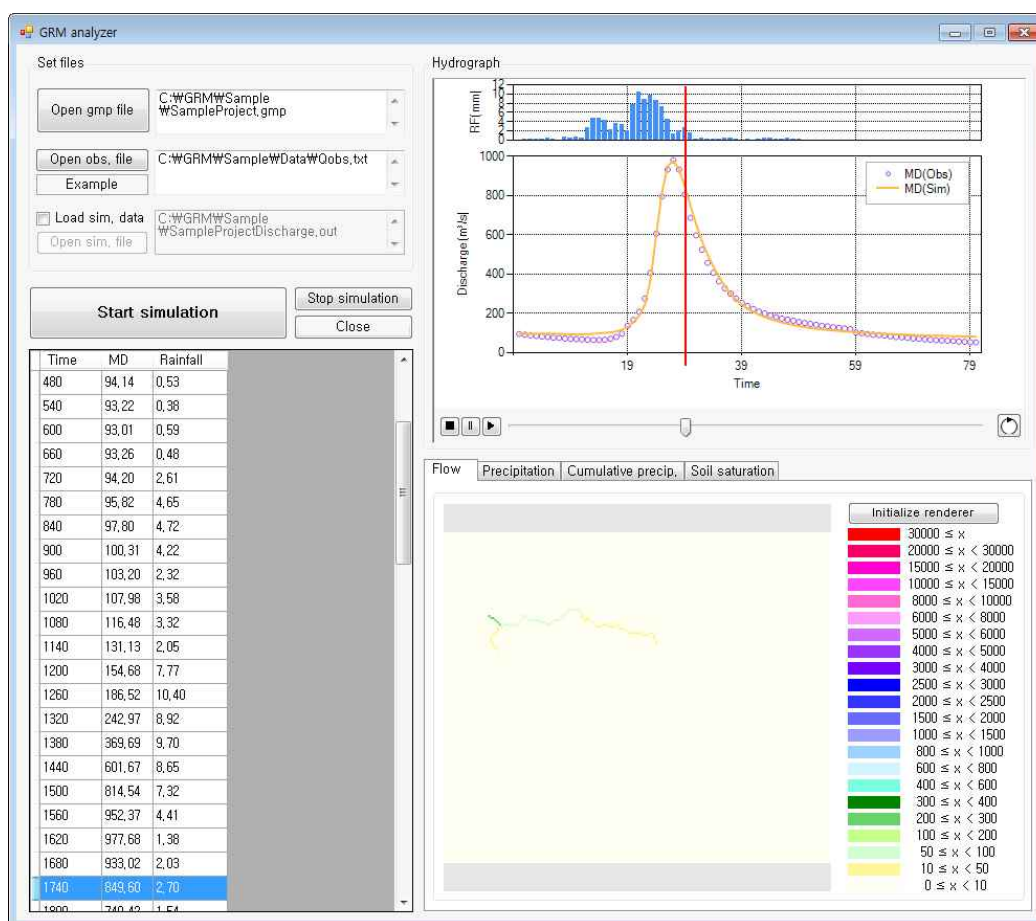 GRM analyzer
Set files
Open gmp file
C:₩GRM₩Sample
₩SampleProject.gmp
Open obs. file
C:₩GRM₩Sample₩Data₩Qobs.txt
Example
Load sim. data
C:₩GRM₩Sample
₩SampleProjectDischarge.out
Open sim. file
Start simulation
Stop simulation
Close
Time MD Rainfall
480 94,14 0,53
540 93,22 0,38
600 93,01 0,59
660 93,26 0,48
720 94,20 2,61
780 95,82 4,65
840 97,80 4,72
900 100,31 4,22
960 103,20 2,32
1020 107,98 3,58
1080 116,48 3,32
1140 131,13 2,05
1200 154,68 7,77
1260 186,52 10,40
1320 242,97 8,92
1380 369,69 9,70
1440 601,67 8,65
1500 814,54 7,32
1560 952,37 4,41
1620 977,68 1,38
1680 933,02 2,03
1740 849,60 2,70
Hydrograph
RF[mm]
12
10
8
6
4
2
0
Discharge[m³/s]
1000
800
600
400
200
0
MD(Obs)
MD(Sim)
19 39 59 79
Time
Flow Precipitation Cumulative precip. Soil saturation
Initialize renderer
30000 ≤ x
20000 ≤ x < 30000
15000 ≤ x < 20000
10000 ≤ x < 15000
8000 ≤ x < 10000
6000 ≤ x < 8000
5000 ≤ x < 6000
4000 ≤ x < 5000
3000 ≤ x < 4000
2500 ≤ x < 3000
2000 ≤ x < 2500
1500 ≤ x < 2000
1000 ≤ x < 1500
800 ≤ x < 1000
600 ≤ x < 800
400 ≤ x < 600
300 ≤ x < 400
200 ≤ x < 300
100 ≤ x < 200
50 ≤ x < 100
10 ≤ x < 50
0 ≤ x < 10